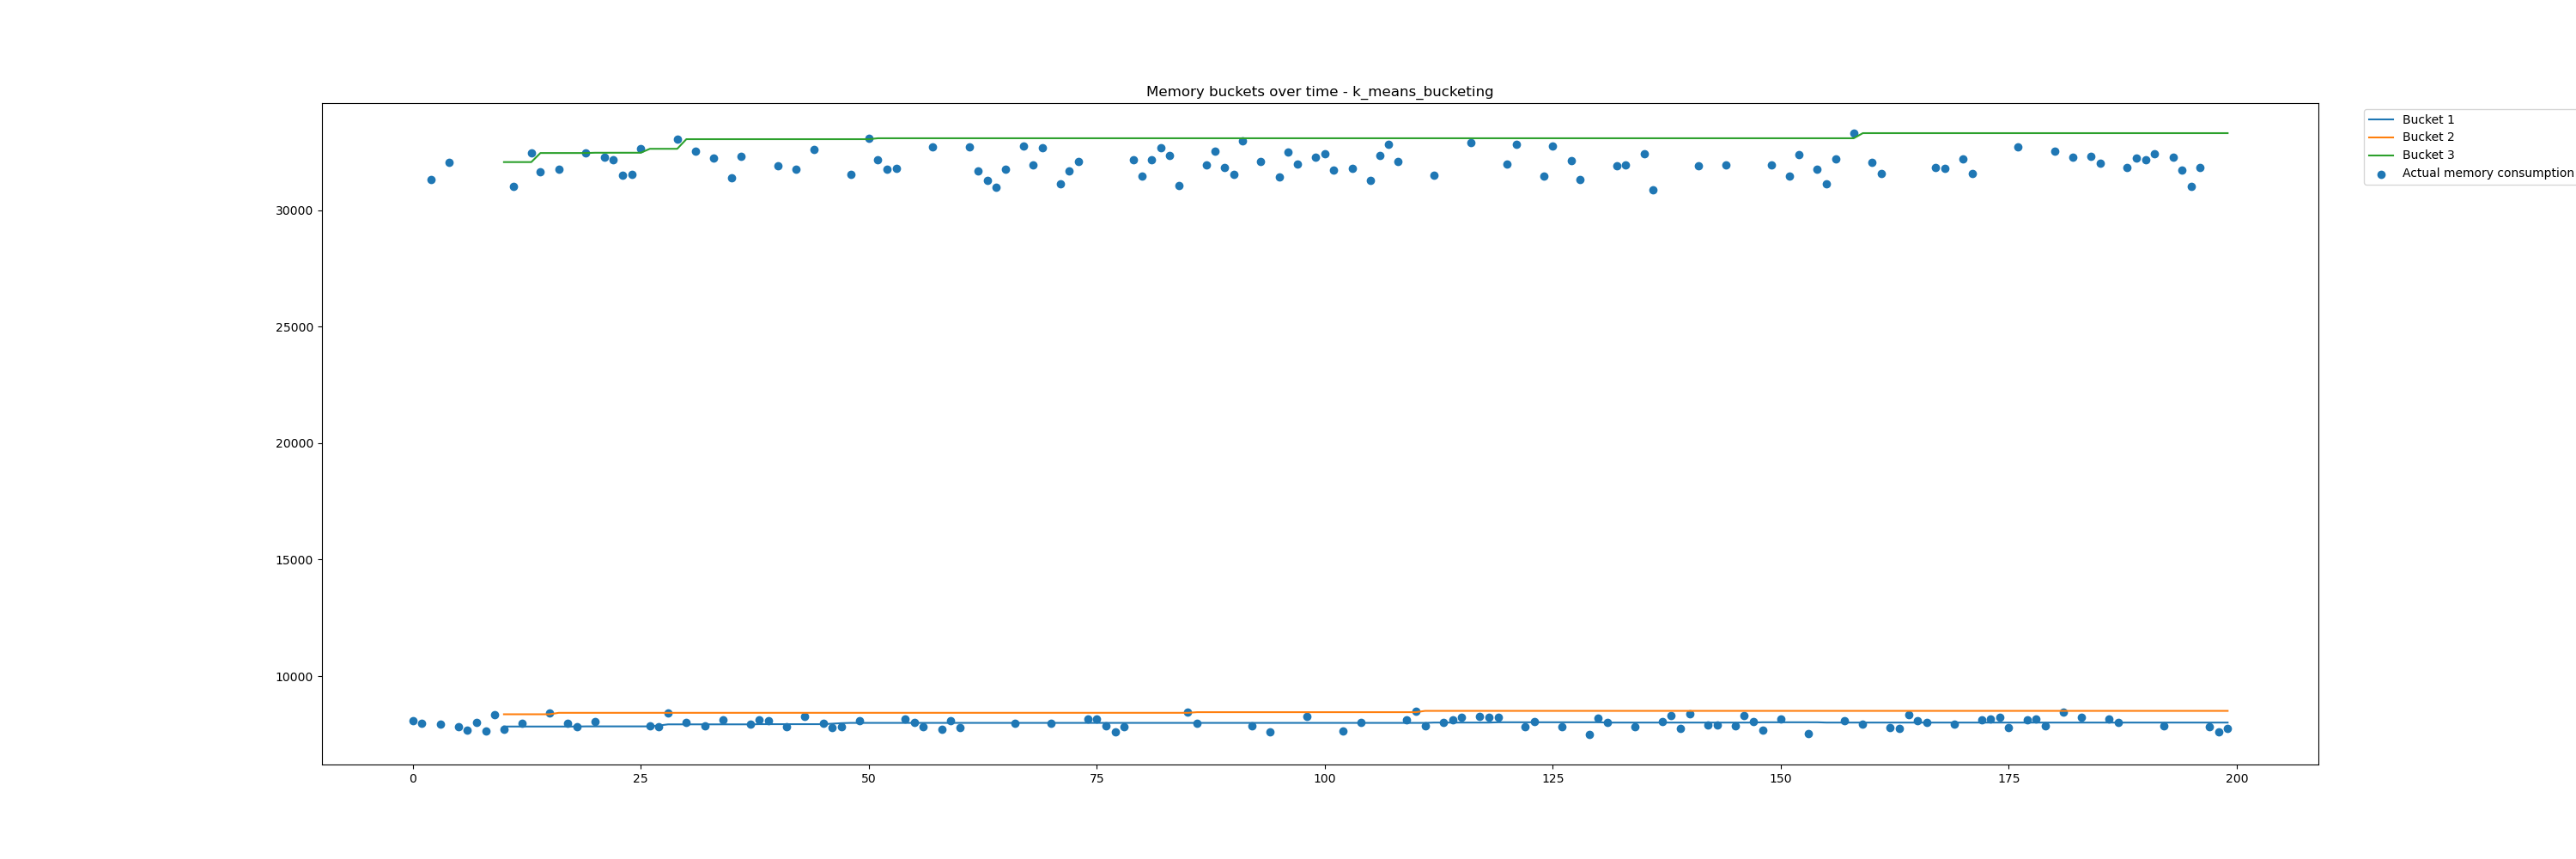 Memory buckets over time - k_means_bucketing
Bucket 1
Bucket 2
Bucket 3
Actual memory consumption
30000
25000
20000
15000
10000
0 25 50 75 100 125 150 175 200